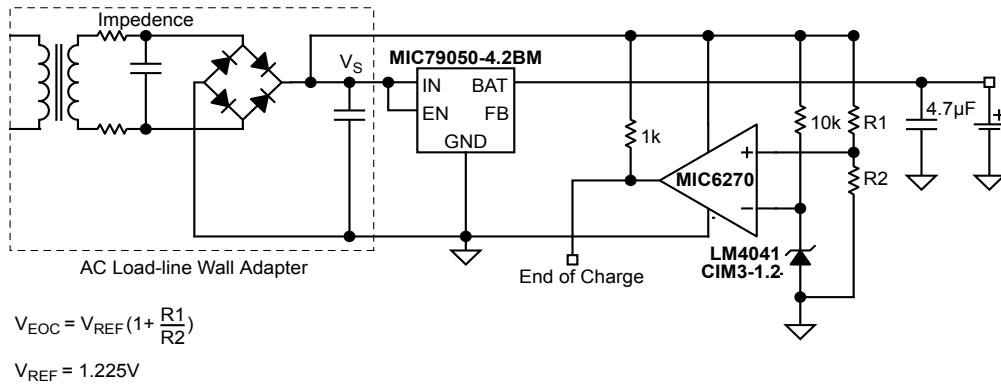 Impedence
V_S
MIC79050-4.2BM
IN
BAT
EN
FB
GND
1k
10k
R1
R2
4.7µF
+
+
MIC6270
−
LM4041
CIM3-1.2
End of Charge
AC Load-line Wall Adapter
V_EOC = V_REF(1+ R1/R2)
V_REF = 1.225V